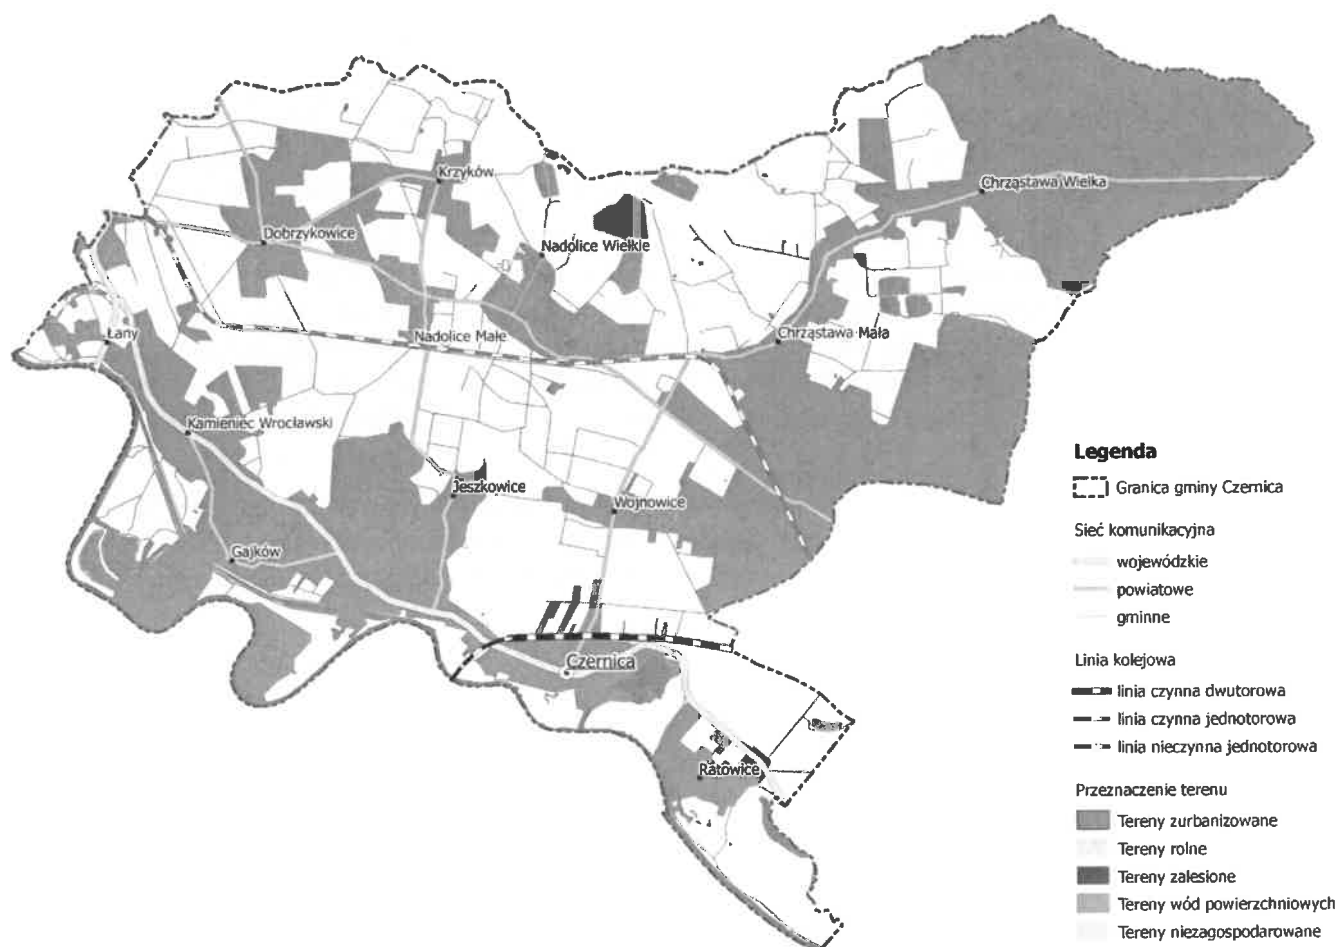 Krzyków
Chrząstawa Wielka
Dobrzykowice
Nadolice Wielkie
Łany
Nadolice Małe
Chrząstawa Mała
Kamieniec Wrocławski
Jeszkowice
Wojnowice
Gajków
Czernica
Ratowice
Legenda
Granica gminy Czernica
Sieć komunikacyjna
wojewódzkie
powiatowe
gminne
Linia kolejowa
linia czynna dwutorowa
linia czynna jednotorowa
linia nieczynna jednotorowa
Przeznaczenie terenu
Tereny zurbanizowane
Tereny rolne
Tereny zalesione
Tereny wód powierzchniowych
Tereny niezagospodarowane